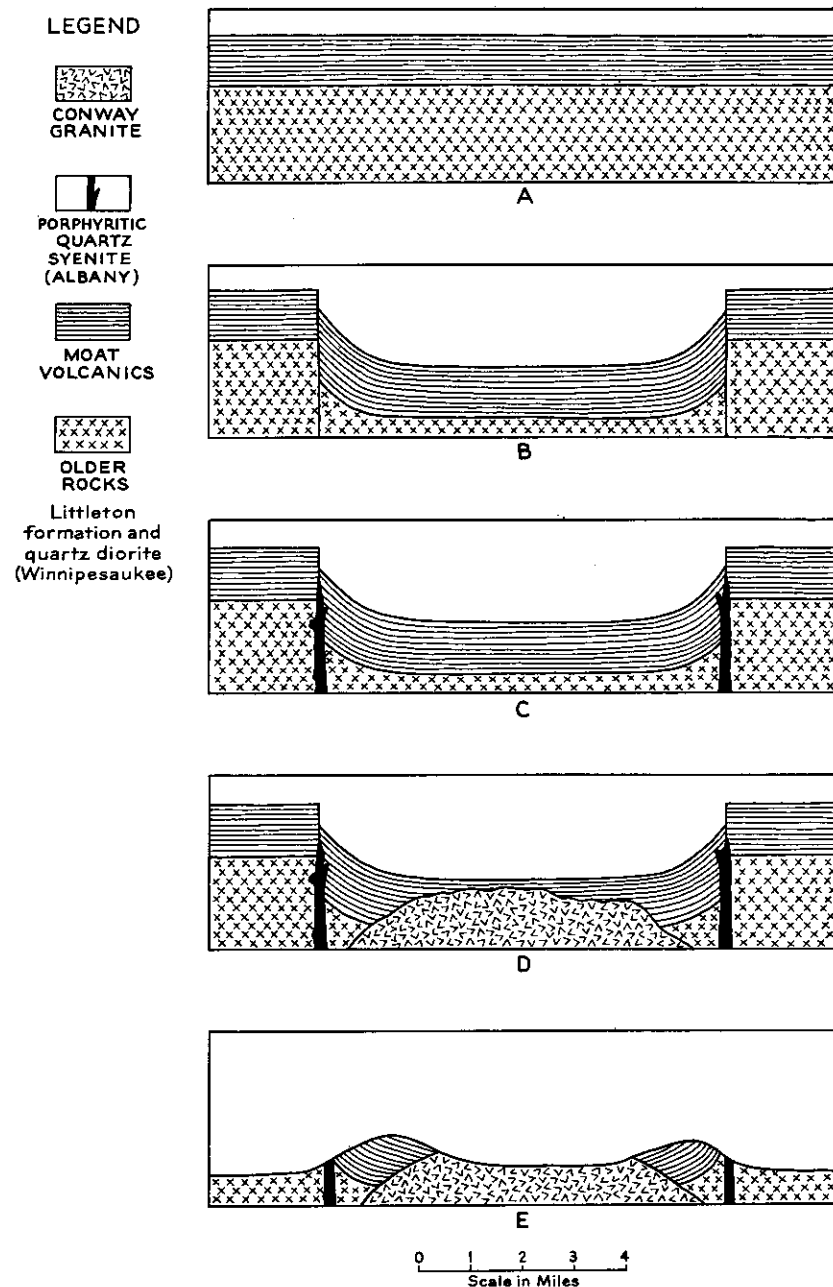 LEGEND
CONWAY
GRANITE
PORPHYRITIC
QUARTZ
SYENITE
(ALBANY)
MOAT
VOLCANICS
OLDER
ROCKS
Littleton
formation and
quartz diorite
(Winnipesaukee)
A
B
C
D
E
0 1 2 3 4
Scale in Miles